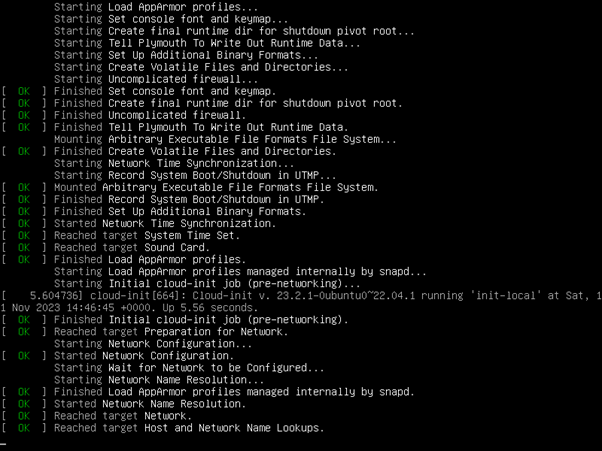 Starting Load AppArmor profiles...
Starting Set console font and keymap...
Starting Create final runtime dir for shutdown pivot root...
Starting Tell Plymouth To Write Out Runtime Data...
Starting Set Up Additional Binary Formats...
Starting Create Volatile Files and Directories...
Starting Uncomplicated firewall...
[  OK  ] Finished Set console font and keymap.
[  OK  ] Finished Create final runtime dir for shutdown pivot root.
[  OK  ] Finished Uncomplicated firewall.
[  OK  ] Finished Tell Plymouth To Write Out Runtime Data.
Mounting Arbitrary Executable File Formats File System...
[  OK  ] Finished Create Volatile Files and Directories.
Starting Network Time Synchronization...
Starting Record System Boot/Shutdown in UTMP...
[  OK  ] Mounted Arbitrary Executable File Formats File System.
[  OK  ] Finished Record System Boot/Shutdown in UTMP.
[  OK  ] Finished Set Up Additional Binary Formats.
[  OK  ] Started Network Time Synchronization.
[  OK  ] Reached target System Time Set.
[  OK  ] Reached target Sound Card.
[  OK  ] Finished Load AppArmor profiles.
Starting Load AppArmor profiles managed internally by snapd...
Starting Initial cloud-init job (pre-networking)...
[    5.604736] cloud-init[664]: Cloud-init v. 23.2.1-0ubuntu0~22.04.1 running 'init-local' at Sat, 1
1 Nov 2023 14:46:45 +0000. Up 5.56 seconds.
[  OK  ] Finished Initial cloud-init job (pre-networking).
[  OK  ] Reached target Preparation for Network.
Starting Network Configuration...
[  OK  ] Started Network Configuration.
Starting Wait for Network to be Configured...
Starting Network Name Resolution...
[  OK  ] Finished Load AppArmor profiles managed internally by snapd.
[  OK  ] Started Network Name Resolution.
[  OK  ] Reached target Network.
[  OK  ] Reached target Host and Network Name Lookups.